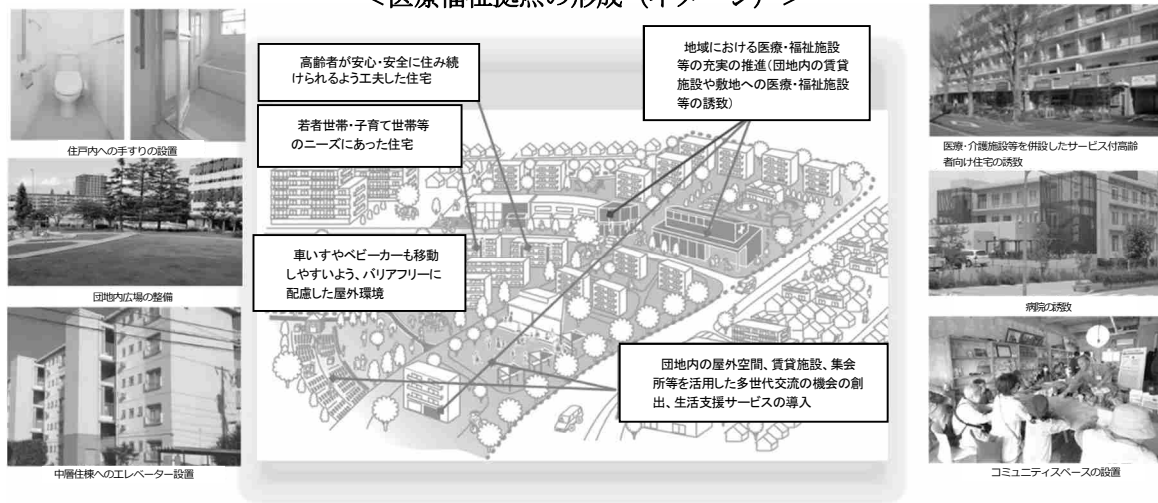 ＜医療福祉拠点の形成（イメージ）＞
住戸内への手すりの設置
団地内広場の整備
中層住棟へのエレベーター設置
高齢者が安心・安全に住み続
けられるよう工夫した住宅
若者世帯・子育て世帯等
のニーズにあった住宅
車いすやベビーカーも移動
しやすいよう、バリアフリーに
配慮した屋外環境
地域における医療・福祉施設
等の充実の推進（団地内の賃貸
施設や敷地への医療・福祉施設
等の誘致）
団地内の屋外空間、賃貸施設、集会
所等を活用した多世代交流の機会の創
出、生活支援サービスの導入
医療・介護施設等を併設したサービス付高齢
者向け住宅の誘致
病院の誘致
コミュニティスペースの設置